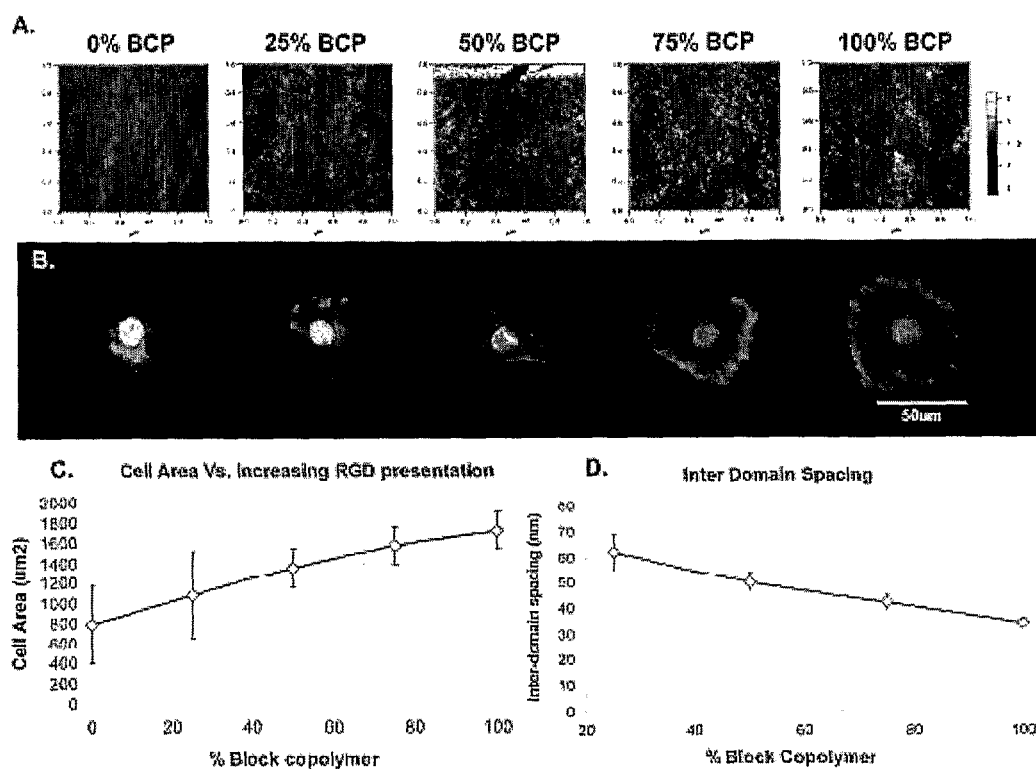 A.
0% BCP 25% BCP 50% BCP 75% BCP 100% BCP
B.
50um
C. Cell Area Vs. Increasing RGD presentation
Cell Area (um2)
2000
1800
1600
1400
1200
1000
800
600
400
200
0
0 20 40 60 80 100
% Block copolymer
D. Inter Domain Spacing
Inter-domain spacing (nm)
80
70
60
50
40
30
20
10
0
20 40 60 80 100
% Block Copolymer